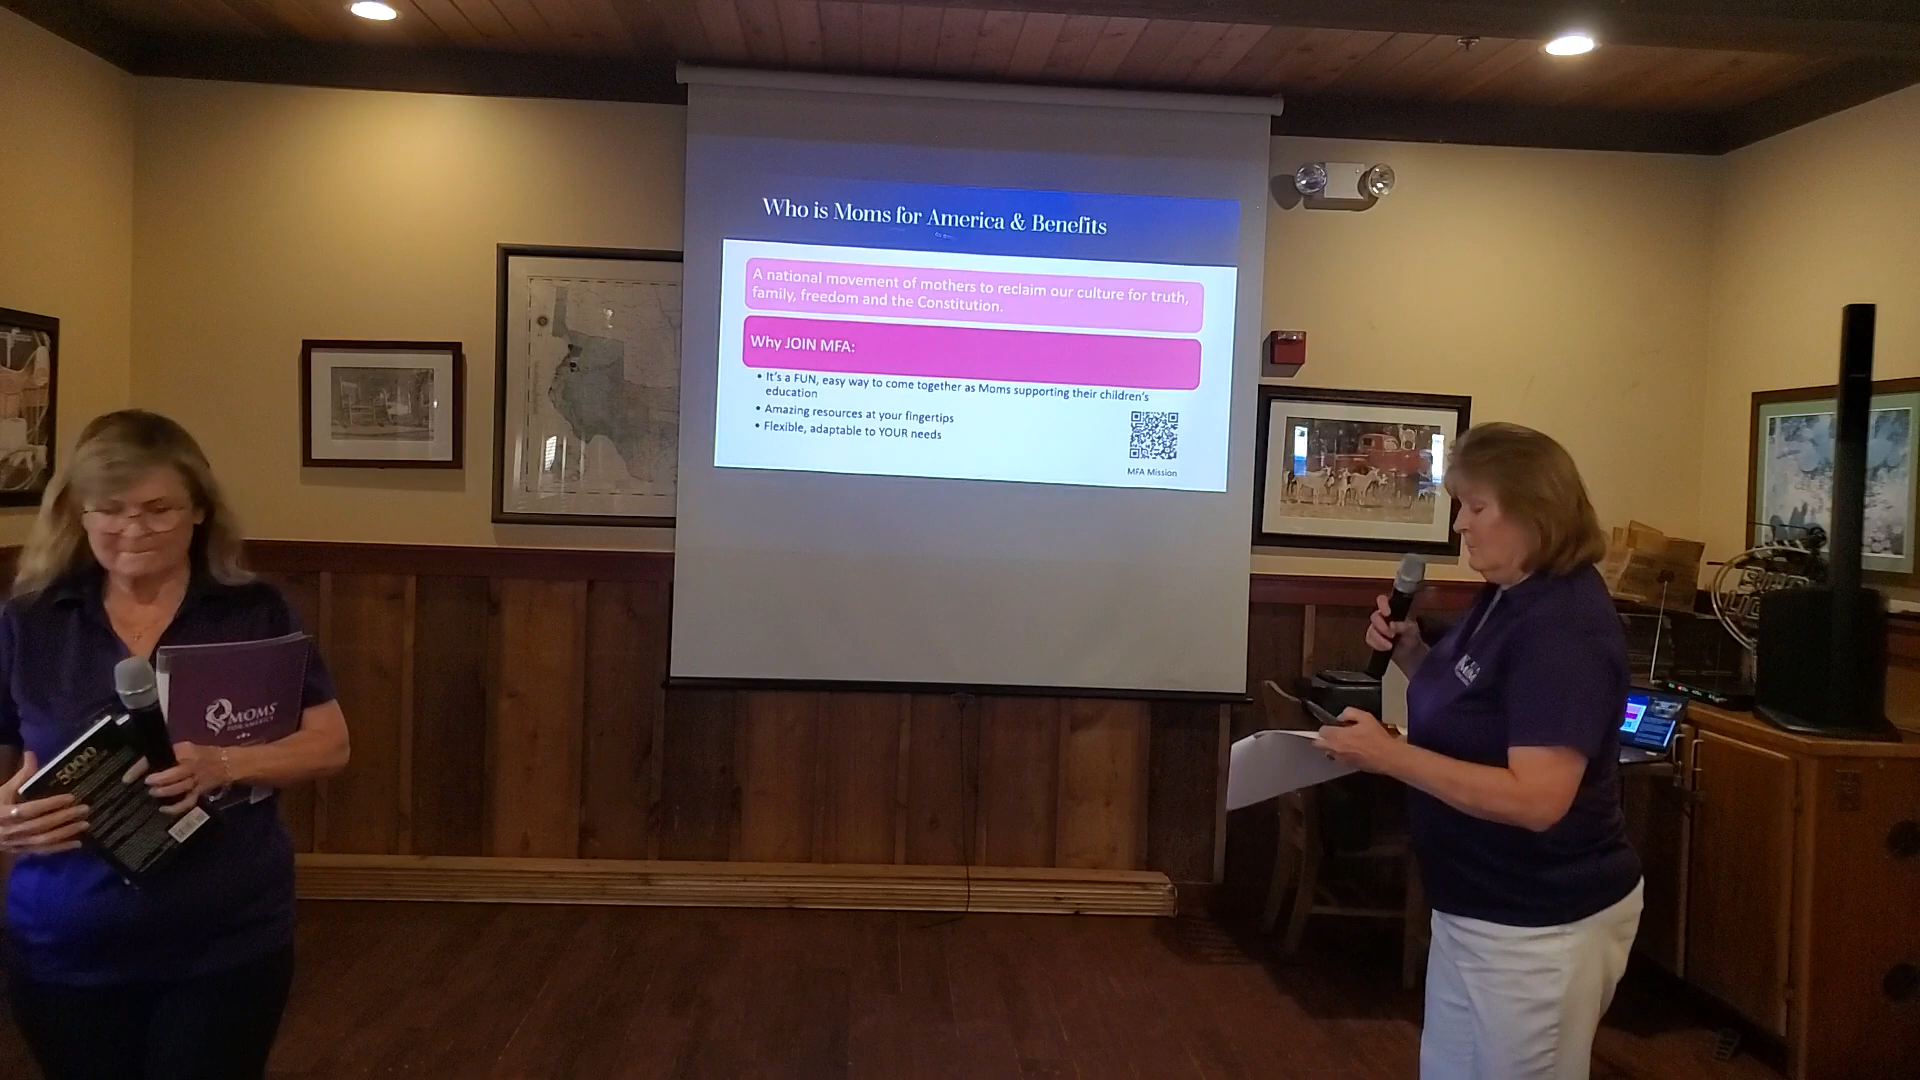 Who is Moms for America & Benefits
A national movement of mothers to reclaim our culture for truth,
family, freedom and the Constitution.
Why JOIN MFA:
• It's a FUN, easy way to come together as Moms supporting their children's
education
• Amazing resources at your fingertips
• Flexible, adaptable to YOUR needs
MFA Mission
MOMS
FOR AMERICA
5000